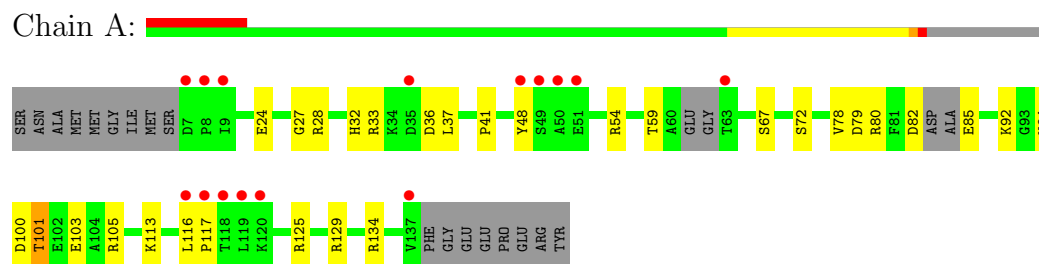 Chain A:
SER ASN ALA MET MET GLY ILE MET SER D7 P8 I9 E24 G27 R28 H32 R33 K34 D35 D36 L37 P41 Y48 S49 A50 E51 R54 T59 A60 GLU GLY T63 S67 S72 V78 D79 R80 F81 D82 ASP ALA E85 K92 G93
D100 T101 E102 E103 A104 R105 K113 L116 P117 T118 L119 K120 R125 R129 R134 V137 PHE GLY GLU GLU PRO GLU ARG TYR